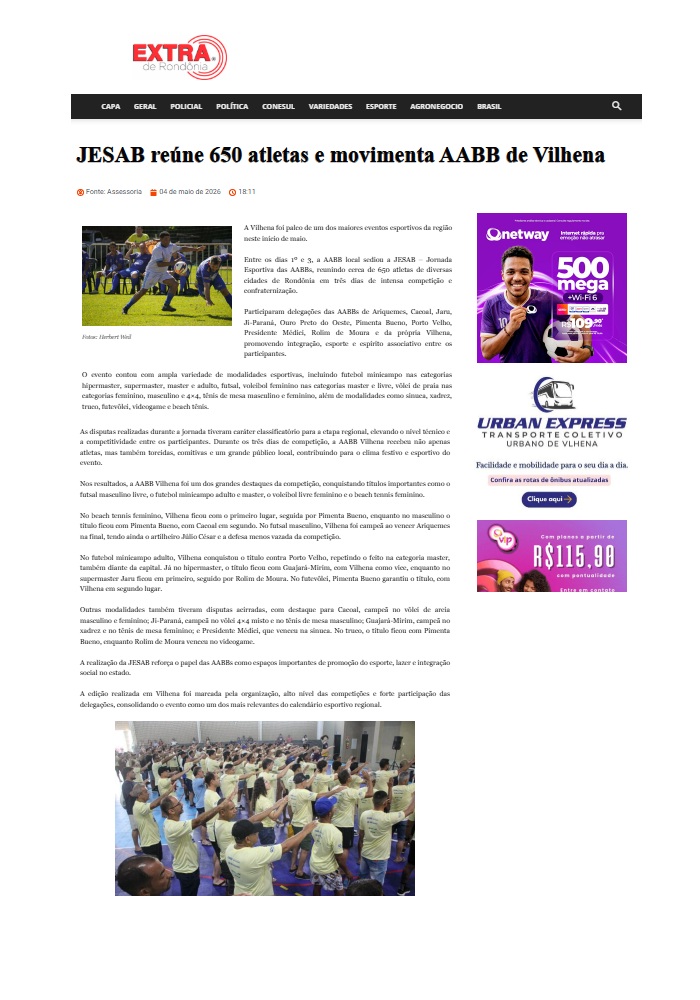 EXTRA
de Rondônia
CAPA GERAL POLICIAL POLÍTICA CONESUL VARIEDADES ESPORTE AGRONEGOCIO BRASIL
JESAB reúne 650 atletas e movimenta AABB de Vilhena
Fonte: Assessoria 04 de maio de 2026 18:11
Fotos: Herbert Weil
A Vilhena foi palco de um dos maiores eventos esportivos da região
neste início de maio.
Entre os dias 1º e 3, a AABB local sediou a JESAB – Jornada
Esportiva das AABBs, reunindo cerca de 650 atletas de diversas
cidades de Rondônia em três dias de intensa competição e
confraternização.
Participaram delegações das AABBs de Ariquemes, Cacoal, Jaru,
Ji-Paraná, Ouro Preto do Oeste, Pimenta Bueno, Porto Velho,
Presidente Médici, Rolim de Moura e da própria Vilhena,
promovendo integração, esporte e espírito associativo entre os
participantes.
O evento contou com ampla variedade de modalidades esportivas, incluindo futebol minicampo nas categorias
hipermaster, supermaster, master e adulto, futsal, voleibol feminino nas categorias master e livre, vôlei de praia nas
categorias feminino, masculino e 4×4, tênis de mesa masculino e feminino, além de modalidades como sinuca, xadrez,
truco, futevôlei, videogame e beach tênis.
As disputas realizadas durante a jornada tiveram caráter classificatório para a etapa regional, elevando o nível técnico e
a competitividade entre os participantes. Durante os três dias de competição, a AABB Vilhena recebeu não apenas
atletas, mas também torcidas, comitivas e um grande público local, contribuindo para o clima festivo e esportivo do
evento.
Nos resultados, a AABB Vilhena foi um dos grandes destaques da competição, conquistando títulos importantes como o
futsal masculino livre, o futebol minicampo adulto e master, o voleibol livre feminino e o beach tennis feminino.
No beach tennis feminino, Vilhena ficou com o primeiro lugar, seguida por Pimenta Bueno, enquanto no masculino o
título ficou com Pimenta Bueno, com Cacoal em segundo. No futsal masculino, Vilhena foi campeã ao vencer Ariquemes
na final, tendo ainda o artilheiro Júlio César e a defesa menos vazada da competição.
No futebol minicampo adulto, Vilhena conquistou o título contra Porto Velho, repetindo o feito na categoria master,
também diante da capital. Já no hipermaster, o título ficou com Guajará-Mirim, com Vilhena como vice, enquanto no
supermaster Jaru ficou em primeiro, seguido por Rolim de Moura. No futevôlei, Pimenta Bueno garantiu o título, com
Vilhena em segundo lugar.
Outras modalidades também tiveram disputas acirradas, com destaque para Cacoal, campeã no vôlei de areia
masculino e feminino; Ji-Paraná, campeã no vôlei 4×4 misto e no tênis de mesa masculino; Guajará-Mirim, campeã no
xadrez e no tênis de mesa feminino; e Presidente Médici, que venceu na sinuca. No truco, o título ficou com Pimenta
Bueno, enquanto Rolim de Moura venceu no videogame.
A realização da JESAB reforça o papel das AABBs como espaços importantes de promoção do esporte, lazer e integração
social no estado.
A edição realizada em Vilhena foi marcada pela organização, alto nível das competições e forte participação das
delegações, consolidando o evento como um dos mais relevantes do calendário esportivo regional.
onetway
Internet rápida pra
emoção não atrasar
500
mega
+Wi-Fi 6
R$109,90
URBAN EXPRESS
TRANSPORTE COLETIVO
URBANO DE VILHENA
Facilidade e mobilidade para o seu dia a dia.
Confira as rotas de ônibus atualizadas
Clique aqui
vip
Com planos a partir de
R$115,90
com pontualidade
Entre em contato